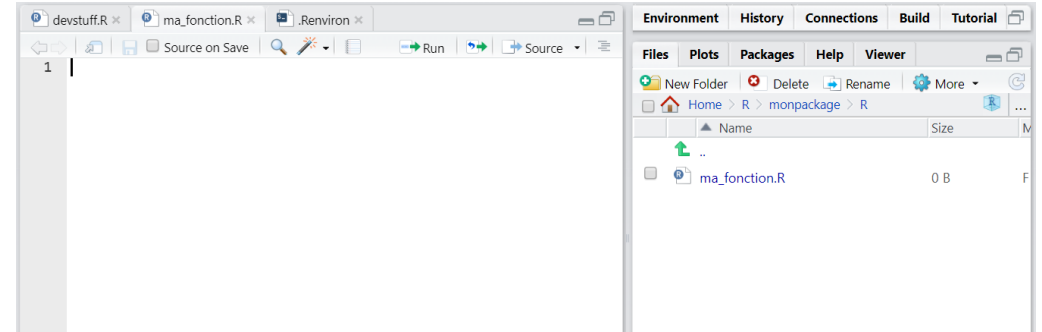 devstuff.R ma_fonction.R .Renviron
Source on Save Run Source
1
Environment History Connections Build Tutorial
Files Plots Packages Help Viewer
New Folder Delete Rename More
Home > R > monpackage > R ...
Name Size M
..
ma_fonction.R 0 B F